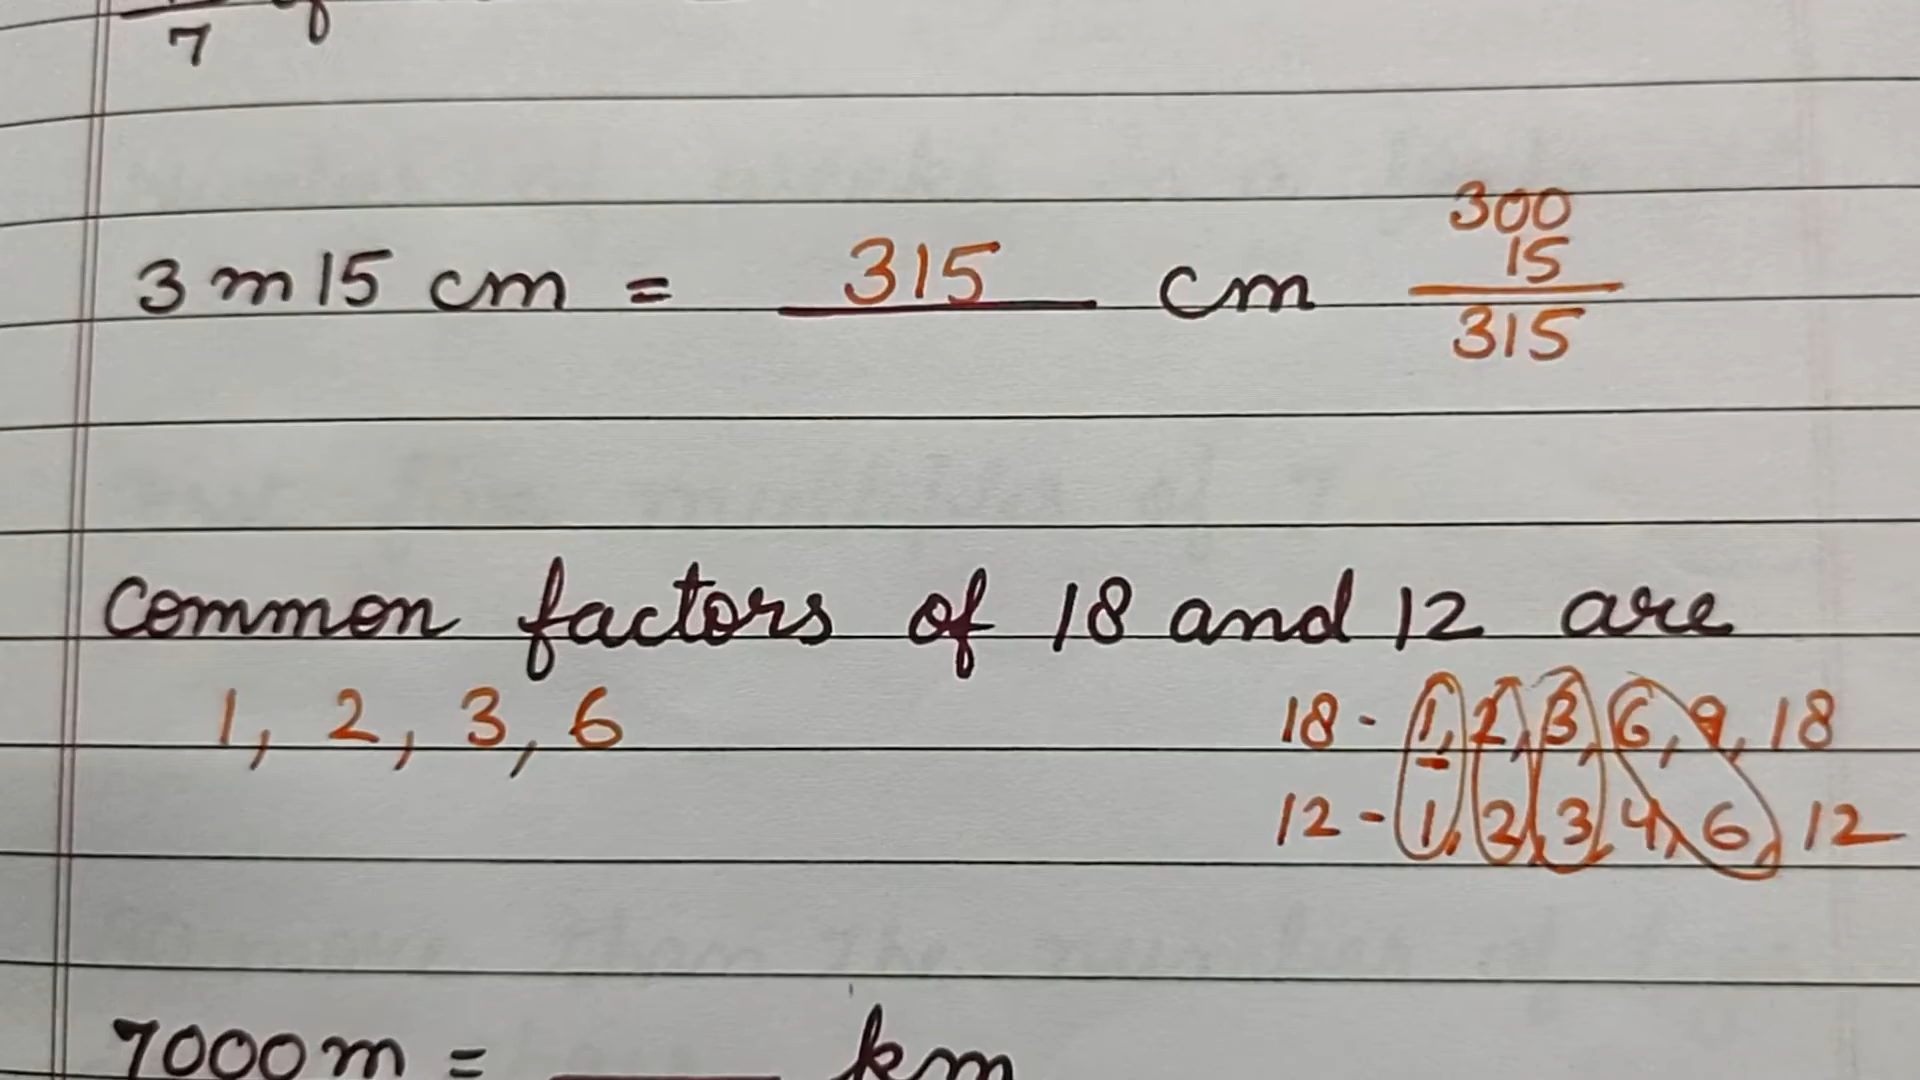 7
3 m 15 cm = 315 cm
300
15
315
Common factors of 18 and 12 are
1, 2, 3, 6
18 - 1, 2, 3, 6, 9, 18
12 - 1, 2, 3, 4, 6, 12
7000 m = ____ km